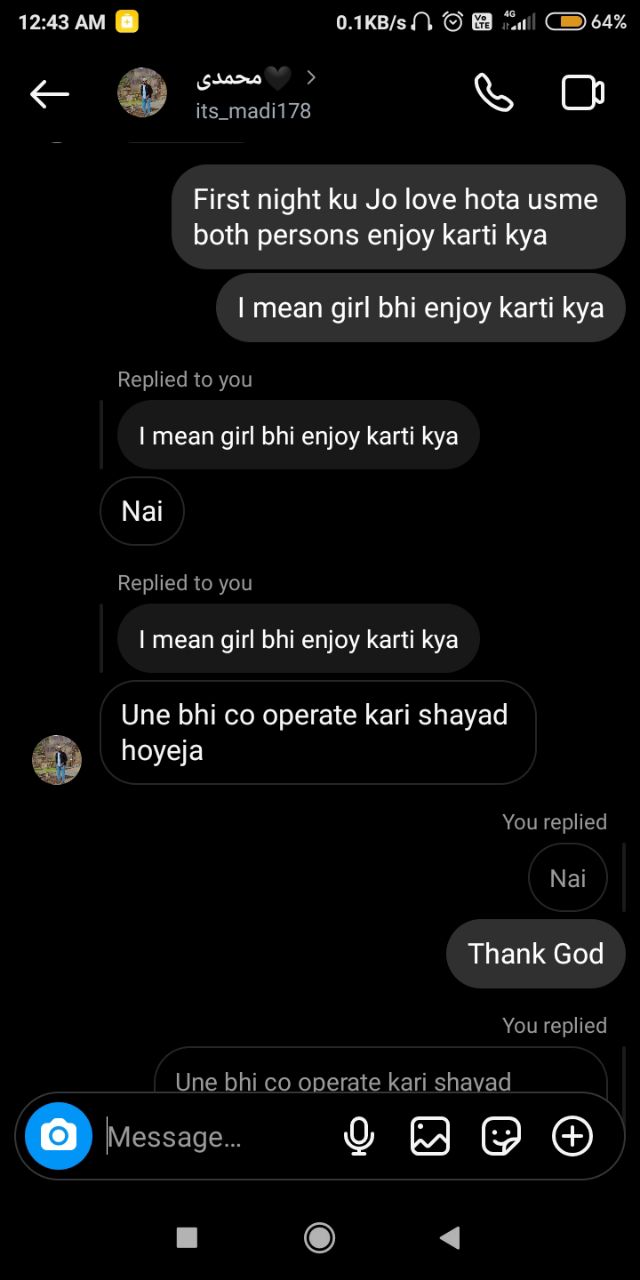 12:43 AM
0.1KB/s
Vo LTE
4G
64%
محمدی🖤
its_madi178
First night ku Jo love hota usme
both persons enjoy karti kya
I mean girl bhi enjoy karti kya
Replied to you
I mean girl bhi enjoy karti kya
Nai
Replied to you
I mean girl bhi enjoy karti kya
Une bhi co operate kari shayad
hoyeja
You replied
Nai
Thank God
You replied
Une bhi co operate kari shayad
Message...